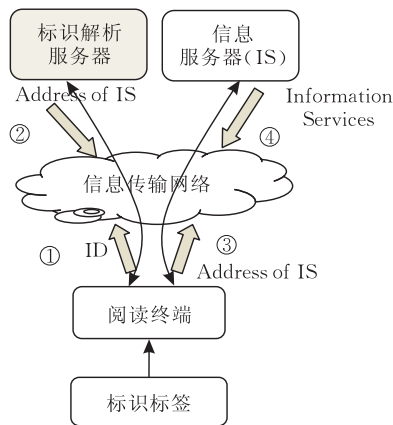 标识解析
服务器
信息
服务器(IS)
Address of IS
Information
Services
②
④
信息传输网络
①
ID
③
Address of IS
阅读终端
标识标签